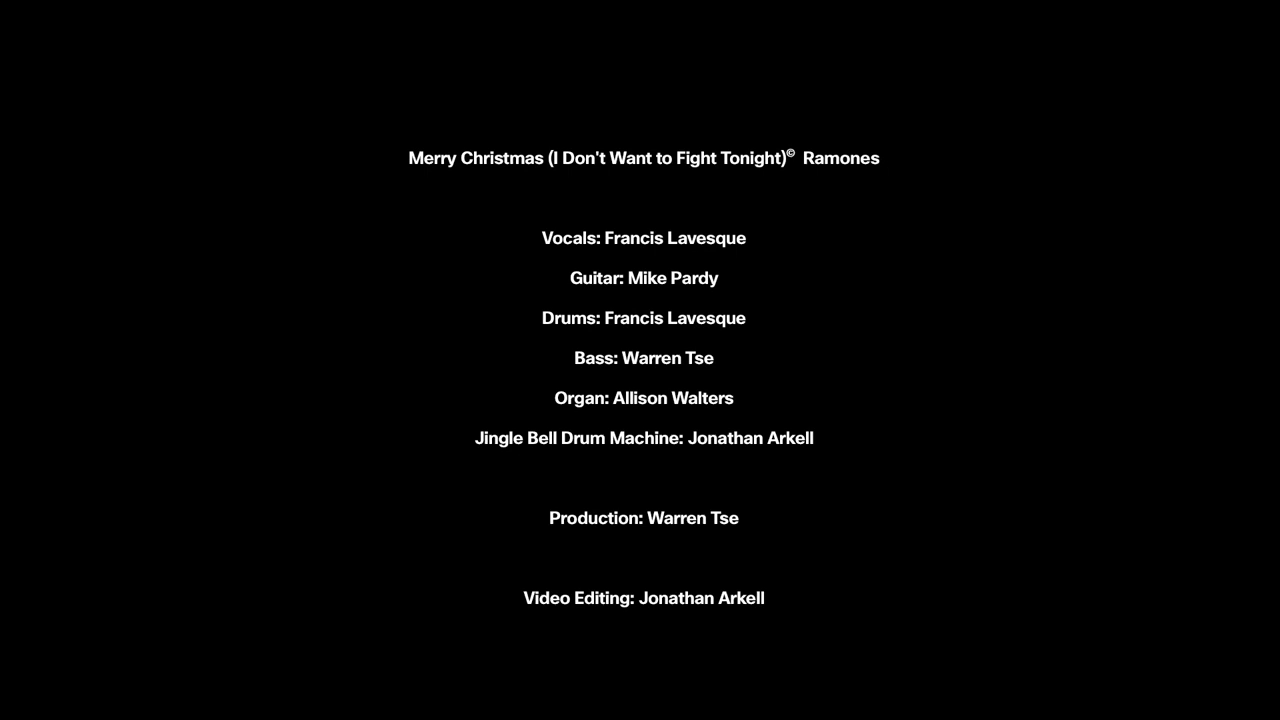 Merry Christmas (I Don't Want to Fight Tonight)© Ramones
Vocals: Francis Lavesque
Guitar: Mike Pardy
Drums: Francis Lavesque
Bass: Warren Tse
Organ: Allison Walters
Jingle Bell Drum Machine: Jonathan Arkell
Production: Warren Tse
Video Editing: Jonathan Arkell